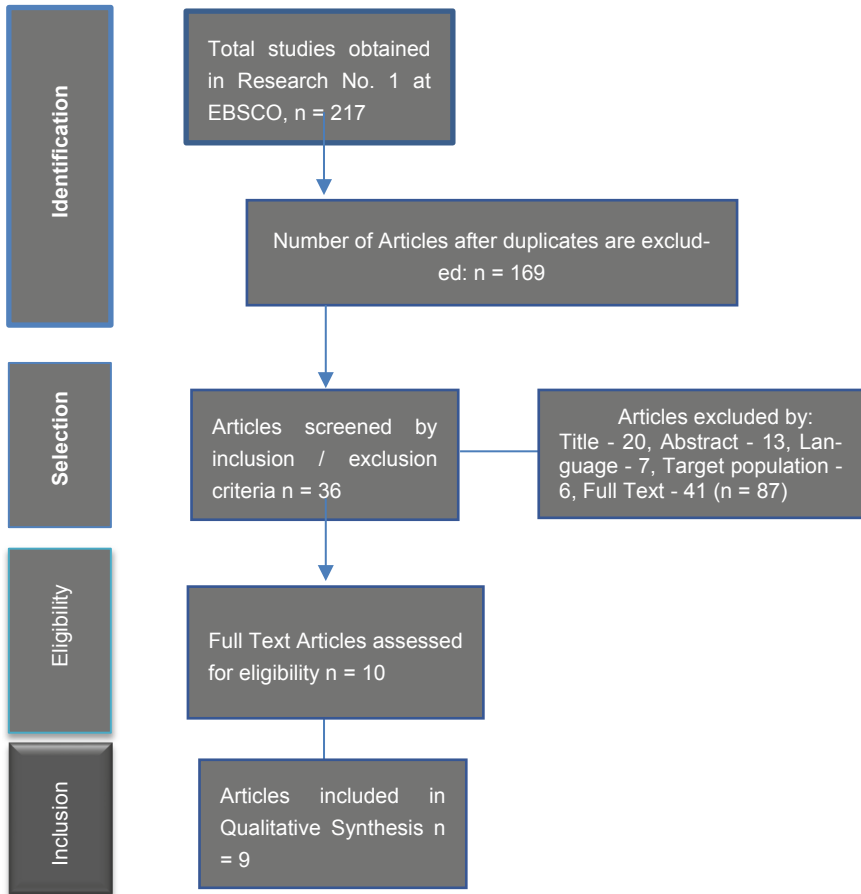 Identification
Total studies obtained
in Research No. 1 at
EBSCO, n = 217
Number of Articles after duplicates are exclud-
ed: n = 169
Selection
Articles screened by
inclusion / exclusion
criteria n = 36
Articles excluded by:
Title - 20, Abstract - 13, Lan-
guage - 7, Target population -
6, Full Text - 41 (n = 87)
Eligibility
Full Text Articles assessed
for eligibility n = 10
Inclusion
Articles included in
Qualitative Synthesis n
= 9